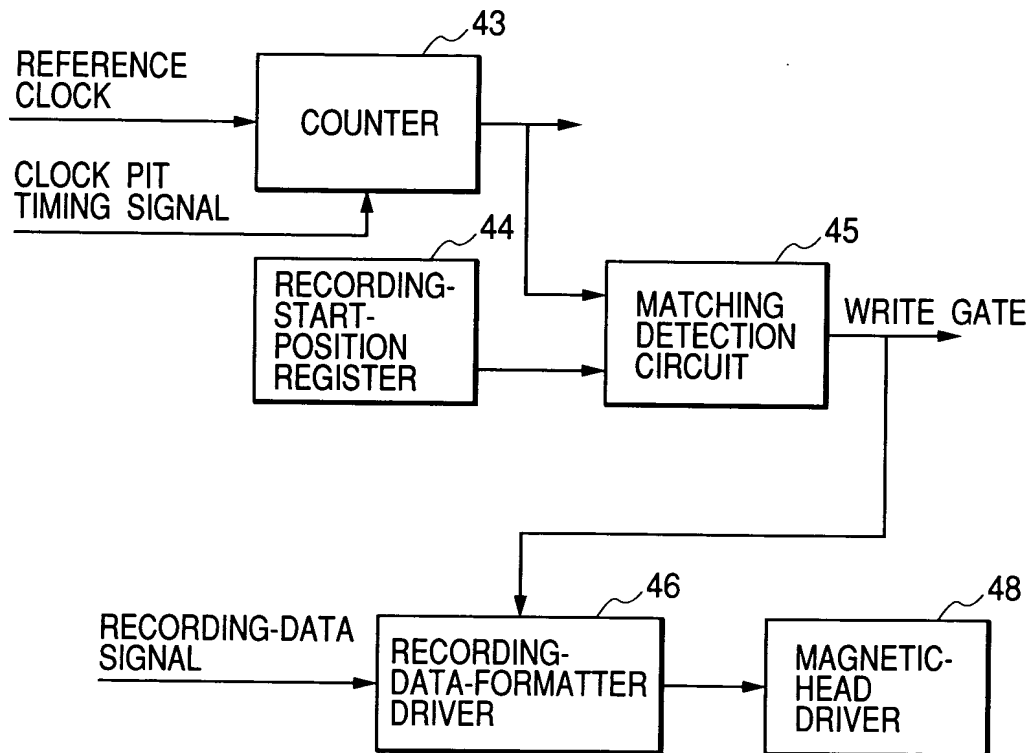 43
REFERENCE
CLOCK
COUNTER
CLOCK PIT
TIMING SIGNAL
44
RECORDING-
START-
POSITION
REGISTER
45
MATCHING
DETECTION
CIRCUIT
WRITE GATE
46
RECORDING-DATA
SIGNAL
RECORDING-
DATA-FORMATTER
DRIVER
48
MAGNETIC-
HEAD
DRIVER